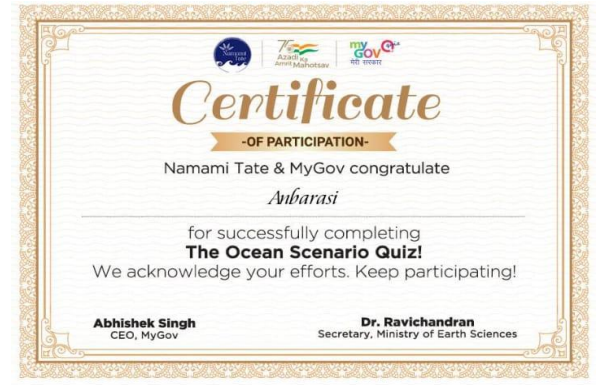 Namami
Tate
75
Azadi Ka
Amrit Mahotsav
my
GOV
मेरी सरकार
Certificate
-OF PARTICIPATION-
Namami Tate & MyGov congratulate
Anbarasi
for successfully completing
The Ocean Scenario Quiz!
We acknowledge your efforts. Keep participating!
Abhishek Singh
CEO, MyGov
Dr. Ravichandran
Secretary, Ministry of Earth Sciences